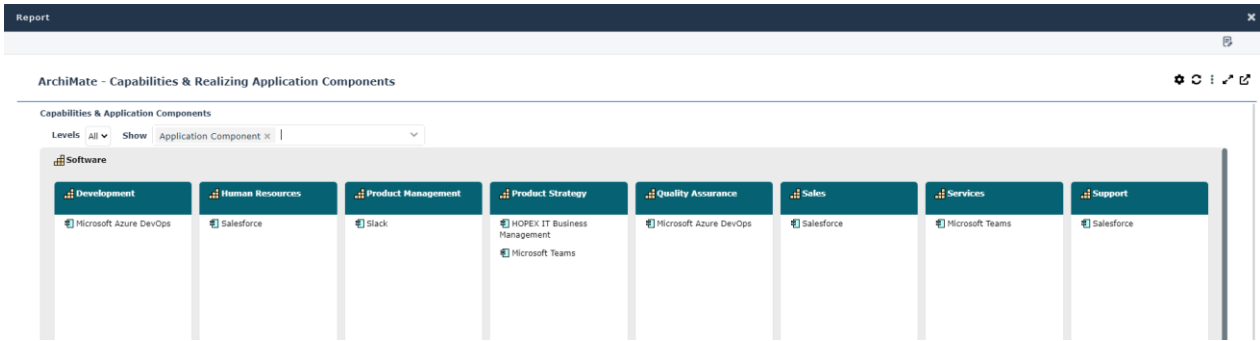 Report
ArchiMate - Capabilities & Realizing Application Components
Capabilities & Application Components
Levels All Show Application Component ×
Software
Development Human Resources Product Management Product Strategy Quality Assurance Sales Services Support
Microsoft Azure DevOps Salesforce Slack HOPEX IT Business Management Microsoft Azure DevOps Salesforce Microsoft Teams Salesforce
Microsoft Teams